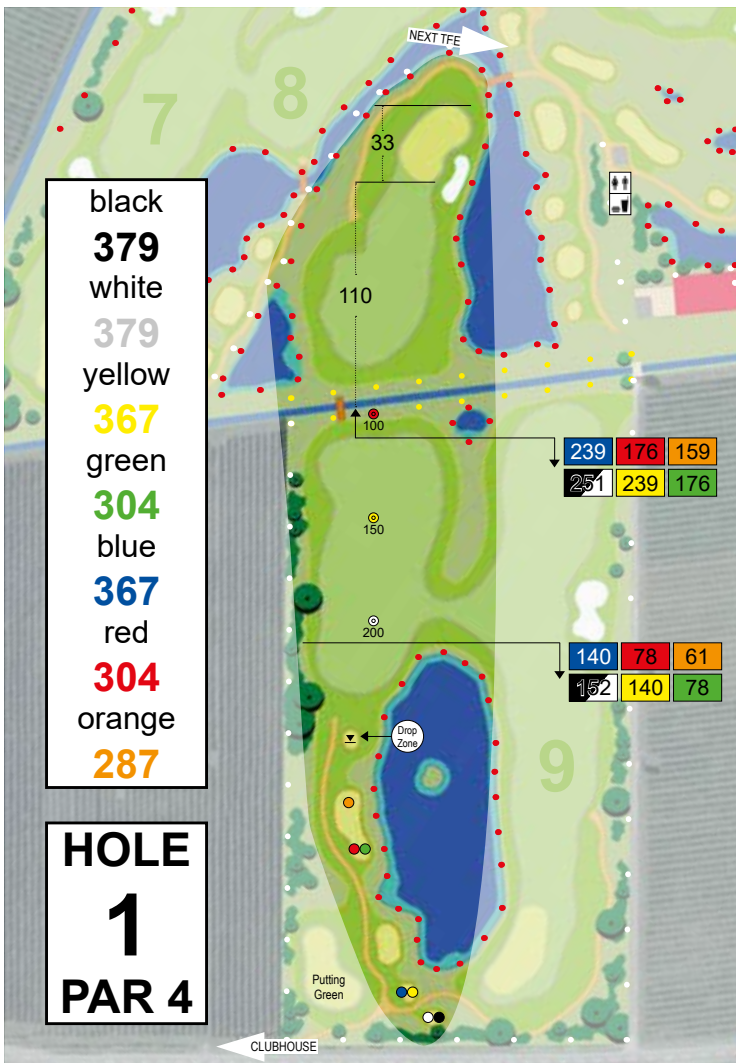 NEXT TFE
7
8
33
110
black
379
white
379
yellow
367
green
304
blue
367
red
304
orange
287
100
239 176 159
251 239 176
150
200
140 78 61
152 140 78
Drop
Zone
9
HOLE
1
PAR 4
Putting
Green
CLUBHOUSE